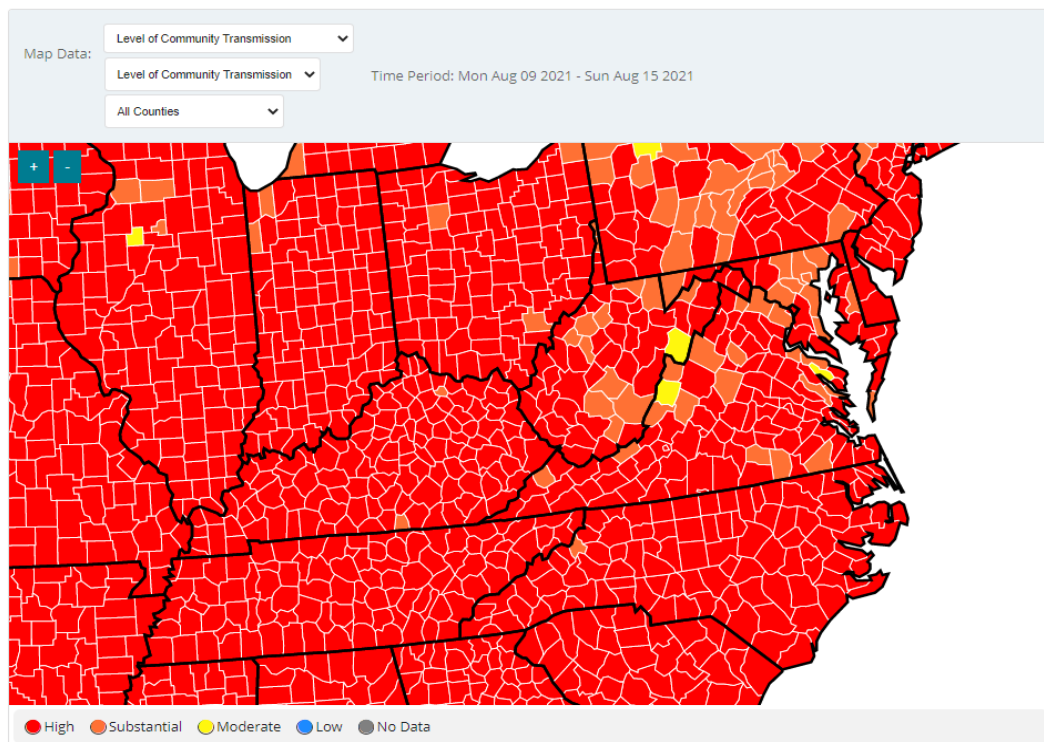 Map Data:
Level of Community Transmission
Level of Community Transmission
Time Period: Mon Aug 09 2021 - Sun Aug 15 2021
All Counties
+ -
High Substantial Moderate Low No Data